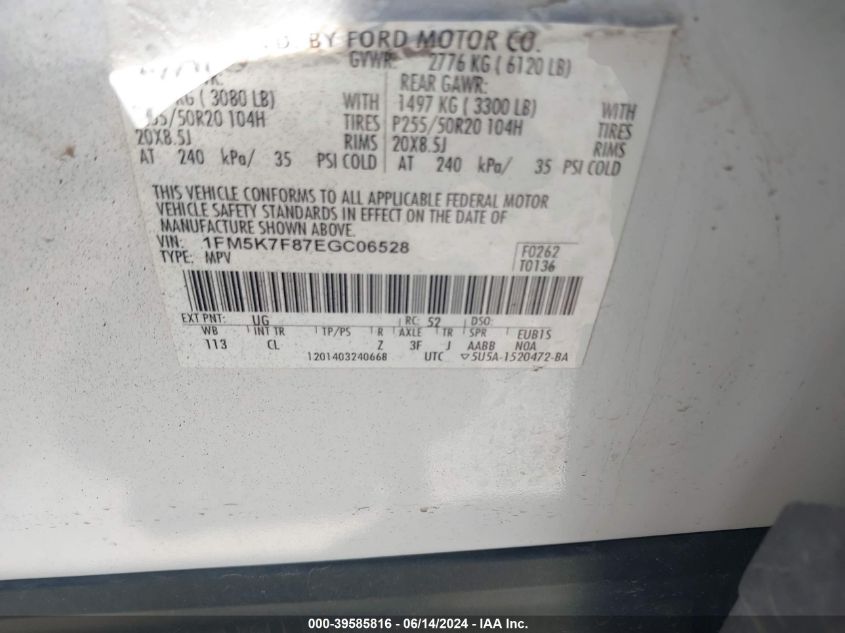 BY FORD MOTOR CO.
GVWR: 2776 KG ( 6120 LB)
REAR GAWR:
KG ( 3080 LB) WITH 1497 KG ( 3300 LB) WITH
/50R20 104H TIRES P255/50R20 104H TIRES
20X8.5J RIMS 20X8.5J RIMS
AT 240 kPa/ 35 PSI COLD AT 240 kPa/ 35 PSI COLD
THIS VEHICLE CONFORMS TO ALL APPLICABLE FEDERAL MOTOR
VEHICLE SAFETY STANDARDS IN EFFECT ON THE DATE OF
MANUFACTURE SHOWN ABOVE.
VIN: 1FM5K7F87EGC06528 F0262
TYPE: MPV T0136
EXT PNT: UG RC: 52 DSO:
WB INT TR TP/PS R AXLE TR SPR EUB1S
113 CL Z 3F J AABB NOA
1201403240668 UTC ▽5U5A-1520472-BA
000-39585816 - 06/14/2024 - IAA Inc.